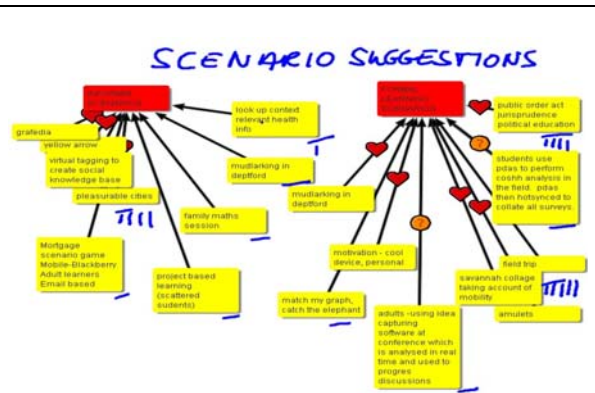 SCENARIO SUGGESTIONS
grafedia
yellow arrow
virtual tagging to
create social
knowledge base
pleasurable cities
Mortgage
scenario game
Mobile-Blackberry
Adult learners
Email based
family maths
session
project based
learning
(scattered
sudents)
look up context
relevant health
info
mudlarking in
deptford
LEARNING
mudlarking in
deptford
motivation - cool
device, personal
match my graph,
catch the elephant
adults -using idea
capturing
software at
conference which
is analysed in real
time and used to
progres
discussions
public order act
jurisprudence
political education
students use
pdas to perform
coshh analysis in
the field. pdas
then hotsynced to
collate all surveys.
field trip
savannah collage
taking account of
mobility
amulets